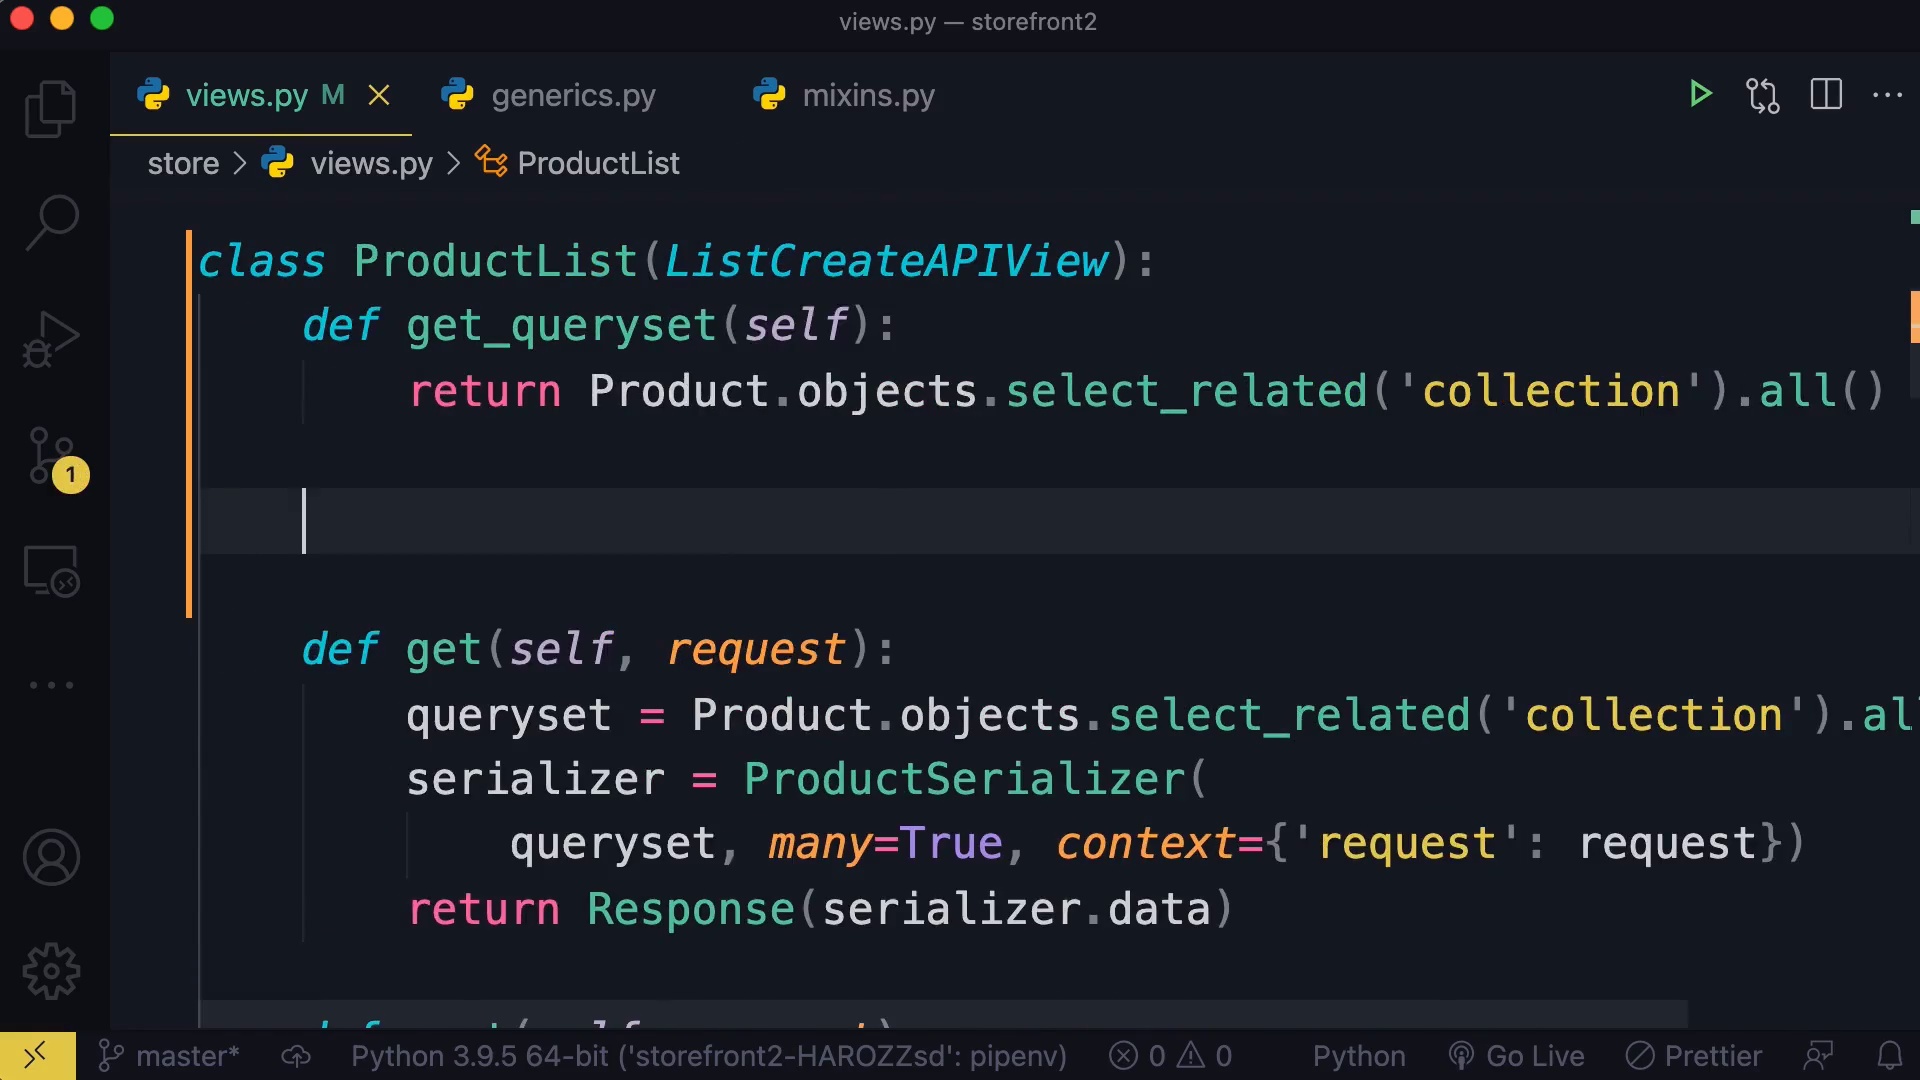 views.py — storefront2
views.py M
generics.py
mixins.py
store > views.py > ProductList
class ProductList(ListCreateAPIView):
def get_queryset(self):
return Product.objects.select_related('collection').all()
def get(self, request):
queryset = Product.objects.select_related('collection').al
serializer = ProductSerializer(
queryset, many=True, context={'request': request})
return Response(serializer.data)
1
master* Python 3.9.5 64-bit ('storefront2-HAROZZsd': pipenv) 0 0 Python Go Live Prettier